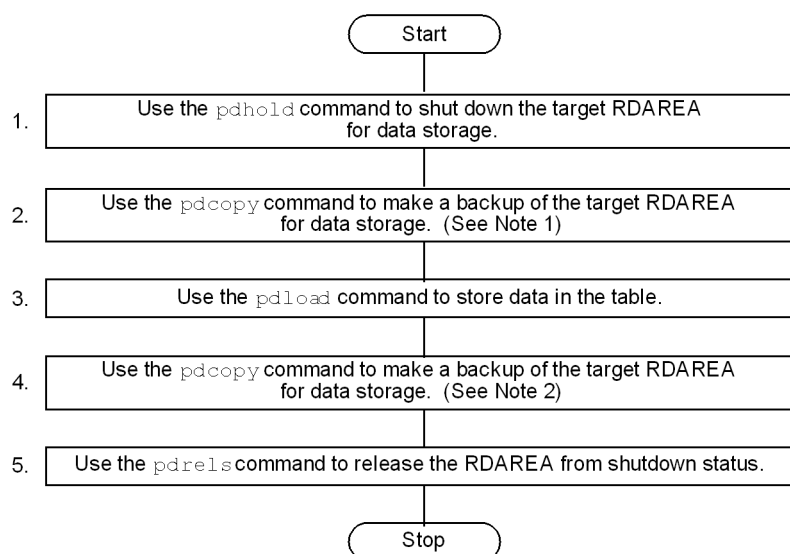 Start
1.
Use the pdhold command to shut down the target RDAREA
for data storage.
2.
Use the pdcopy command to make a backup of the target RDAREA
for data storage. (See Note 1)
3.
Use the pdload command to store data in the table.
4.
Use the pdcopy command to make a backup of the target RDAREA
for data storage. (See Note 2)
5.
Use the pdrels command to release the RDAREA from shutdown status.
Stop